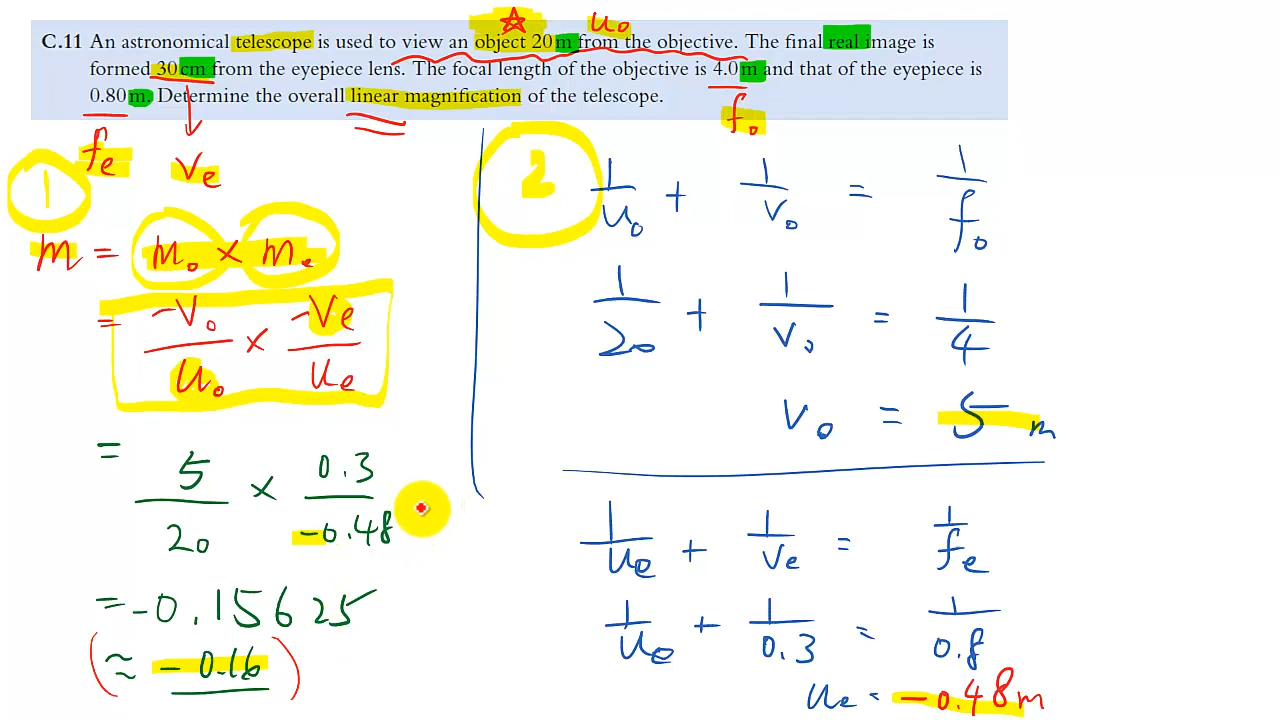 u₀
C.11 An astronomical telescope is used to view an object 20 m from the objective. The final real image is
formed 30 cm from the eyepiece lens. The focal length of the objective is 4.0 m and that of the eyepiece is
0.80 m. Determine the overall linear magnification of the telescope.
fₑ
vₑ
f₀
1
m = m₀ × mₑ
= -v₀/u₀ × -vₑ/uₑ
= 5/20 × 0.3/-0.48
= -0.15625
(≈ -0.16)
2
1/u₀ + 1/v₀ = 1/f₀
1/20 + 1/v₀ = 1/4
v₀ = 5 m
1/uₑ + 1/vₑ = 1/fₑ
1/uₑ + 1/0.3 = 1/0.8
uₑ = -0.48 m